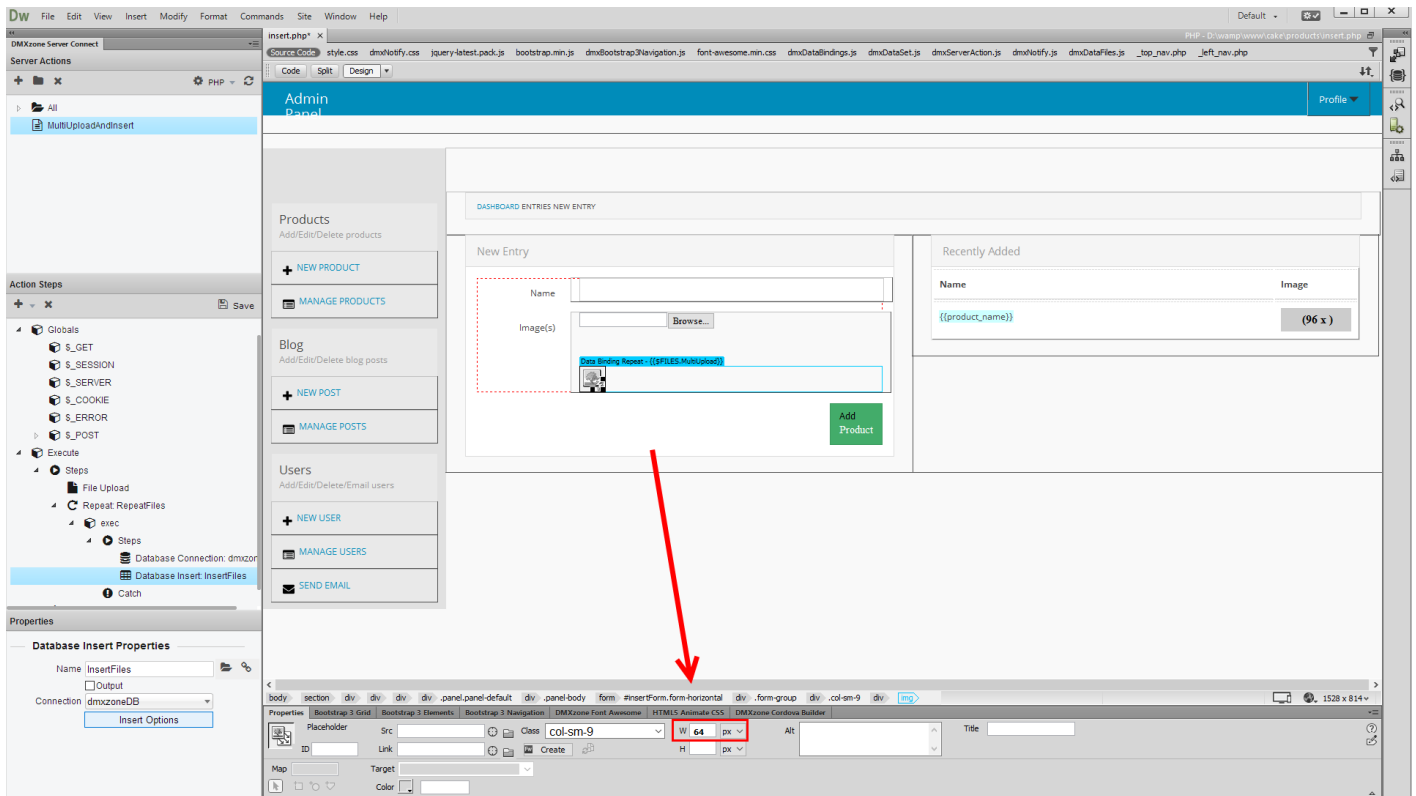 Dw File Edit View Insert Modify Format Commands Site Window Help Default
DMXzone Server Connect
Server Actions
PHP
All
MultiUploadAndInsert
Action Steps
Save
Globals
$_GET
$_SESSION
$_SERVER
$_COOKIE
$_ERROR
$_POST
Execute
Steps
File Upload
Repeat: RepeatFiles
exec
Steps
Database Connection: dmxzon
Database Insert: InsertFiles
Catch
Properties
Database Insert Properties
Name InsertFiles
Output
Connection dmxzoneDB
Insert Options
insert.php* × PHP - D:\wamp\www\cake\products\insert.php
Source Code style.css dmxNotify.css jquery-latest.pack.js bootstrap.min.js dmxBootstrap3Navigation.js font-awesome.min.css dmxDataBindings.js dmxDataSet.js dmxServerAction.js dmxNotify.js dmxDataFiles.js _top_nav.php _left_nav.php
Code Split Design
Admin
Panel
Profile
Products
Add/Edit/Delete products
NEW PRODUCT
MANAGE PRODUCTS
Blog
Add/Edit/Delete blog posts
NEW POST
MANAGE POSTS
Users
Add/Edit/Delete/Email users
NEW USER
MANAGE USERS
SEND EMAIL
DASHBOARD ENTRIES NEW ENTRY
New Entry
Name
Image(s) Browse...
Data Binding Repeat - {{$FILES.MultiUpload}}
Add
Product
Recently Added
Name Image
{{product_name}} (96 x )
body section div div div div .panel.panel-default div .panel-body form #insertForm.form-horizontal div .form-group div .col-sm-9 div img 1528 x 814
Properties Bootstrap 3 Grid Bootstrap 3 Elements Bootstrap 3 Navigation DMXzone Font Awesome HTML5 Animate CSS DMXzone Cordova Builder
Placeholder Src Class col-sm-9 W 64 px Alt Title
ID Link Create H px
Map Target
Color